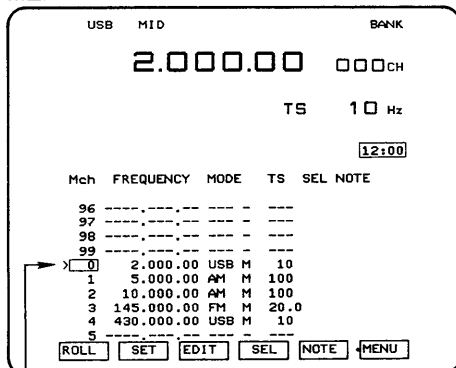 USB MID BANK
2.000.00 000CH
TS 10 Hz
12:00
Mch FREQUENCY MODE TS SEL NOTE
96 ----.---.-- --- - ---
97 ----.---.-- --- - ---
98 ----.---.-- --- - ---
99 ----.---.-- --- - ---
>0 2.000.00 USB M 10
1 5.000.00 AM M 100
2 10.000.00 AM M 100
3 145.000.00 FM M 20.0
4 430.000.00 USB M 10
5 ----.---.-- --- - ---
ROLL SET EDIT SEL NOTE •MENU